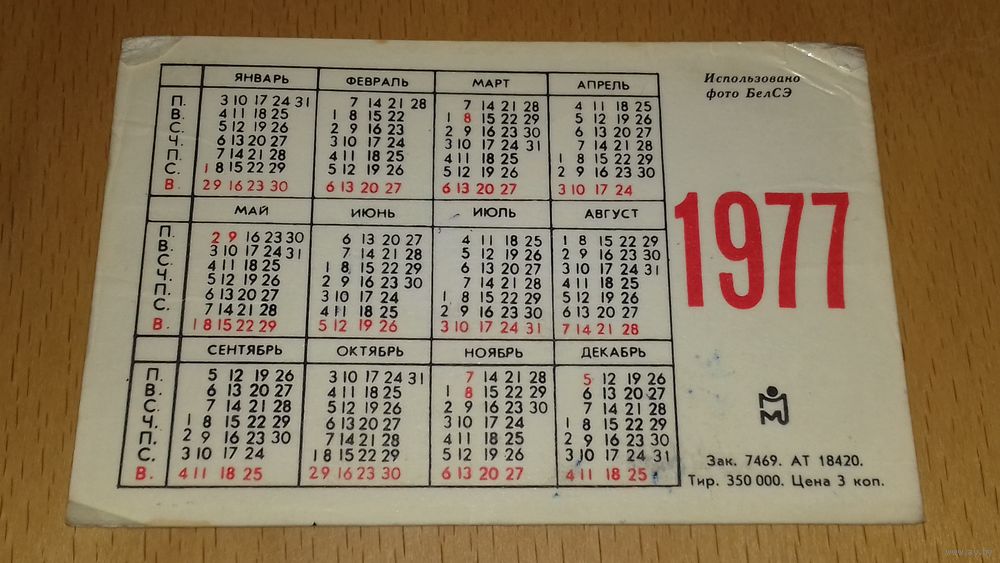 ЯНВАРЬ ФЕВРАЛЬ МАРТ АПРЕЛЬ
П. 3 10 17 24 31 7 14 21 28 7 14 21 28 4 11 18 25
В. 4 11 18 25 1 8 15 22 1 8 15 22 29 5 12 19 26
С. 5 12 19 26 2 9 16 23 2 9 16 23 30 6 13 20 27
Ч. 6 13 20 27 3 10 17 24 3 10 17 24 31 7 14 21 28
П. 7 14 21 28 4 11 18 25 4 11 18 25 1 8 15 22 29
С. 1 8 15 22 29 5 12 19 26 5 12 19 26 2 9 16 23 30
В. 2 9 16 23 30 6 13 20 27 6 13 20 27 3 10 17 24
МАЙ ИЮНЬ ИЮЛЬ АВГУСТ
П. 2 9 16 23 30 6 13 20 27 4 11 18 25 1 8 15 22 29
В. 3 10 17 24 31 7 14 21 28 5 12 19 26 2 9 16 23 30
С. 4 11 18 25 1 8 15 22 29 6 13 20 27 3 10 17 24 31
Ч. 5 12 19 26 2 9 16 23 30 7 14 21 28 4 11 18 25
П. 6 13 20 27 3 10 17 24 1 8 15 22 29 5 12 19 26
С. 7 14 21 28 4 11 18 25 2 9 16 23 30 6 13 20 27
В. 1 8 15 22 29 5 12 19 26 3 10 17 24 31 7 14 21 28
СЕНТЯБРЬ ОКТЯБРЬ НОЯБРЬ ДЕКАБРЬ
П. 5 12 19 26 3 10 17 24 31 7 14 21 28 5 12 19 26
В. 6 13 20 27 4 11 18 25 1 8 15 22 29 6 13 20 27
С. 7 14 21 28 5 12 19 26 2 9 16 23 30 7 14 21 28
Ч. 1 8 15 22 29 6 13 20 27 3 10 17 24 1 8 15 22 29
П. 2 9 16 23 30 7 14 21 28 4 11 18 25 2 9 16 23 30
С. 3 10 17 24 1 8 15 22 29 5 12 19 26 3 10 17 24 31
В. 4 11 18 25 2 9 16 23 30 6 13 20 27 4 11 18 25
Использовано
фото БелСЭ
1977
Зак. 7469. АТ 18420.
Тир. 350 000. Цена 3 коп.